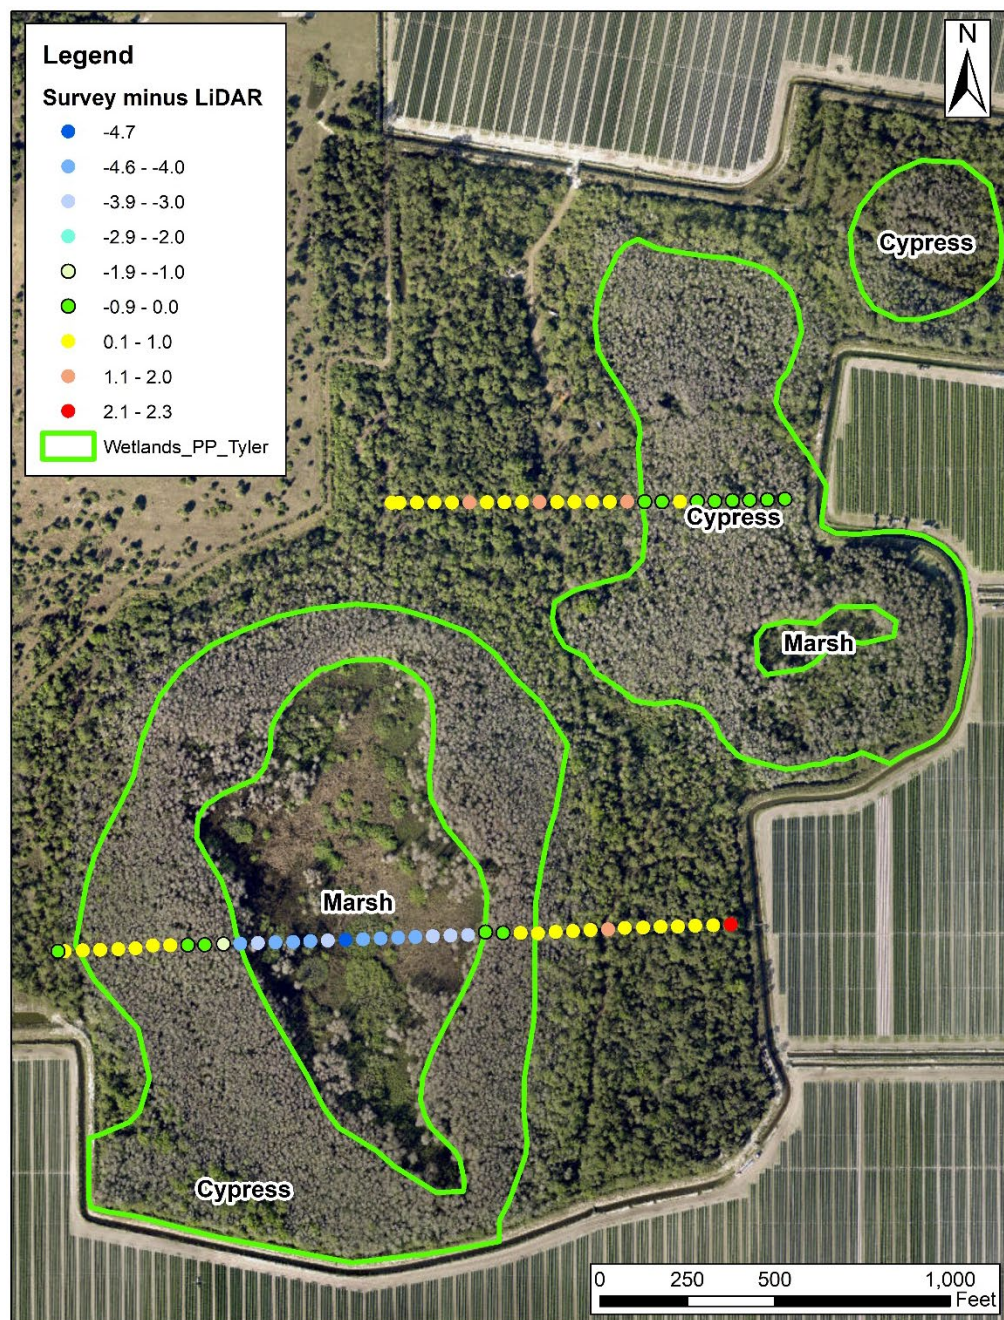 Legend
Survey minus LiDAR
-4.7
-4.6 - -4.0
-3.9 - -3.0
-2.9 - -2.0
-1.9 - -1.0
-0.9 - 0.0
0.1 - 1.0
1.1 - 2.0
2.1 - 2.3
Wetlands_PP_Tyler
N
Cypress
Cypress
Marsh
Marsh
Cypress
0 250 500 1,000
Feet